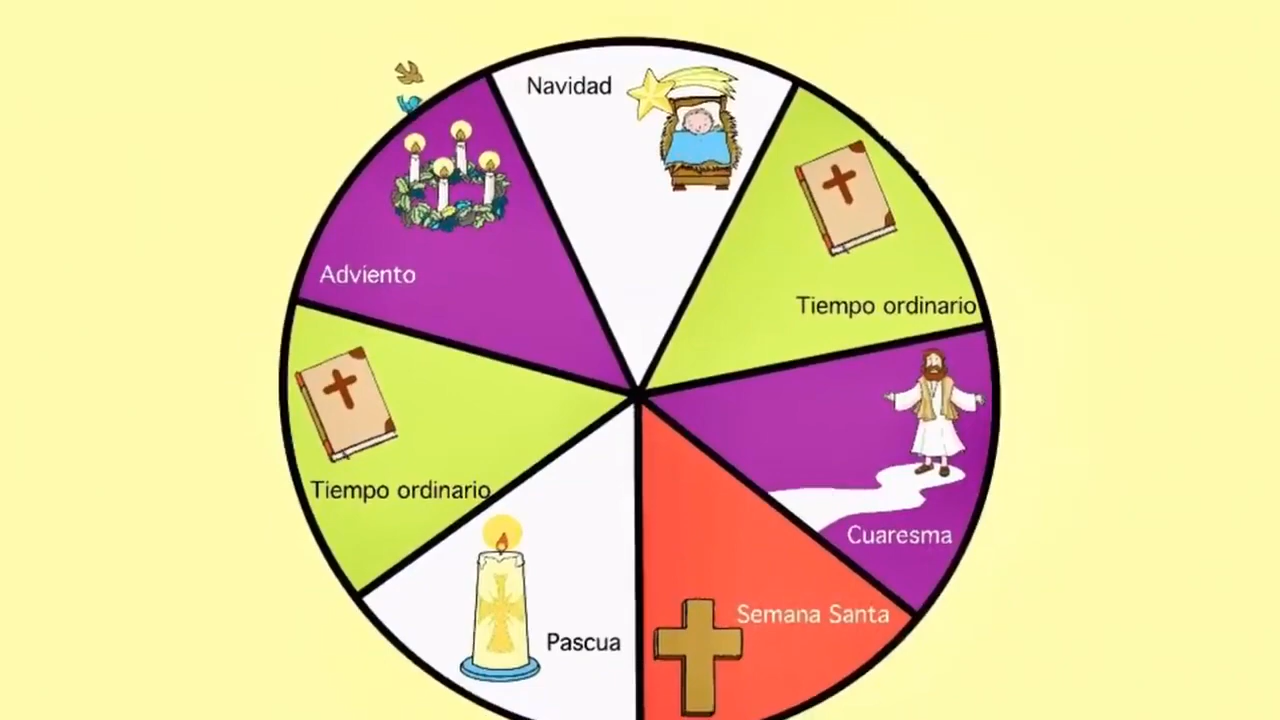 Navidad
Adviento
Tiempo ordinario
Tiempo ordinario
Cuaresma
Semana Santa
Pascua